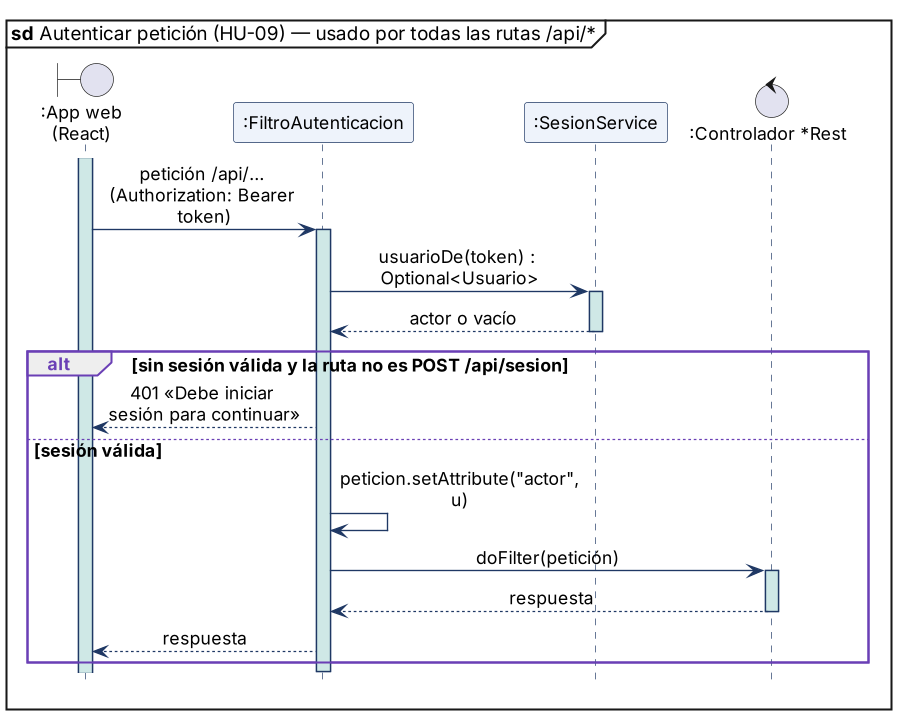 sd Autenticar petición (HU-09) — usado por todas las rutas /api/*
:App web
(React)
:FiltroAutenticacion
:SesionService
:Controlador *Rest
petición /api/...
(Authorization: Bearer
token)
usuarioDe(token) :
Optional<Usuario>
actor o vacío
alt
[sin sesión válida y la ruta no es POST /api/sesion]
401 «Debe iniciar
sesión para continuar»
[sesión válida]
peticion.setAttribute("actor",
u)
doFilter(petición)
respuesta
respuesta